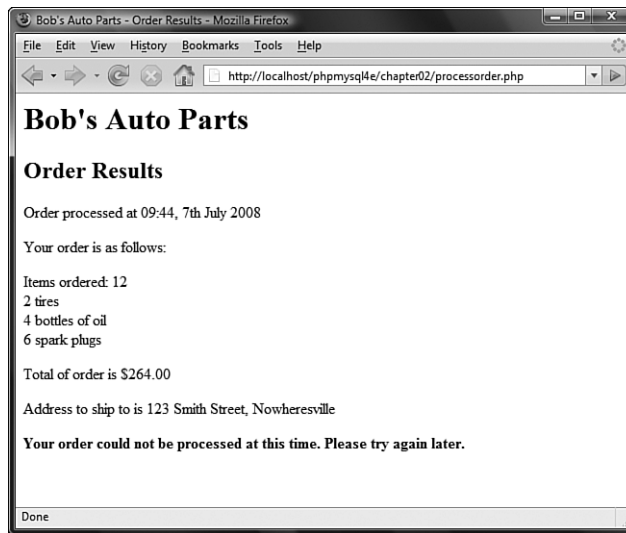 Bob's Auto Parts - Order Results - Mozilla Firefox
File Edit View History Bookmarks Tools Help
http://localhost/phpmysql4e/chapter02/processorder.php
Bob's Auto Parts
Order Results
Order processed at 09:44, 7th July 2008
Your order is as follows:
Items ordered: 12
2 tires
4 bottles of oil
6 spark plugs
Total of order is $264.00
Address to ship to is 123 Smith Street, Nowheresville
Your order could not be processed at this time. Please try again later.
Done